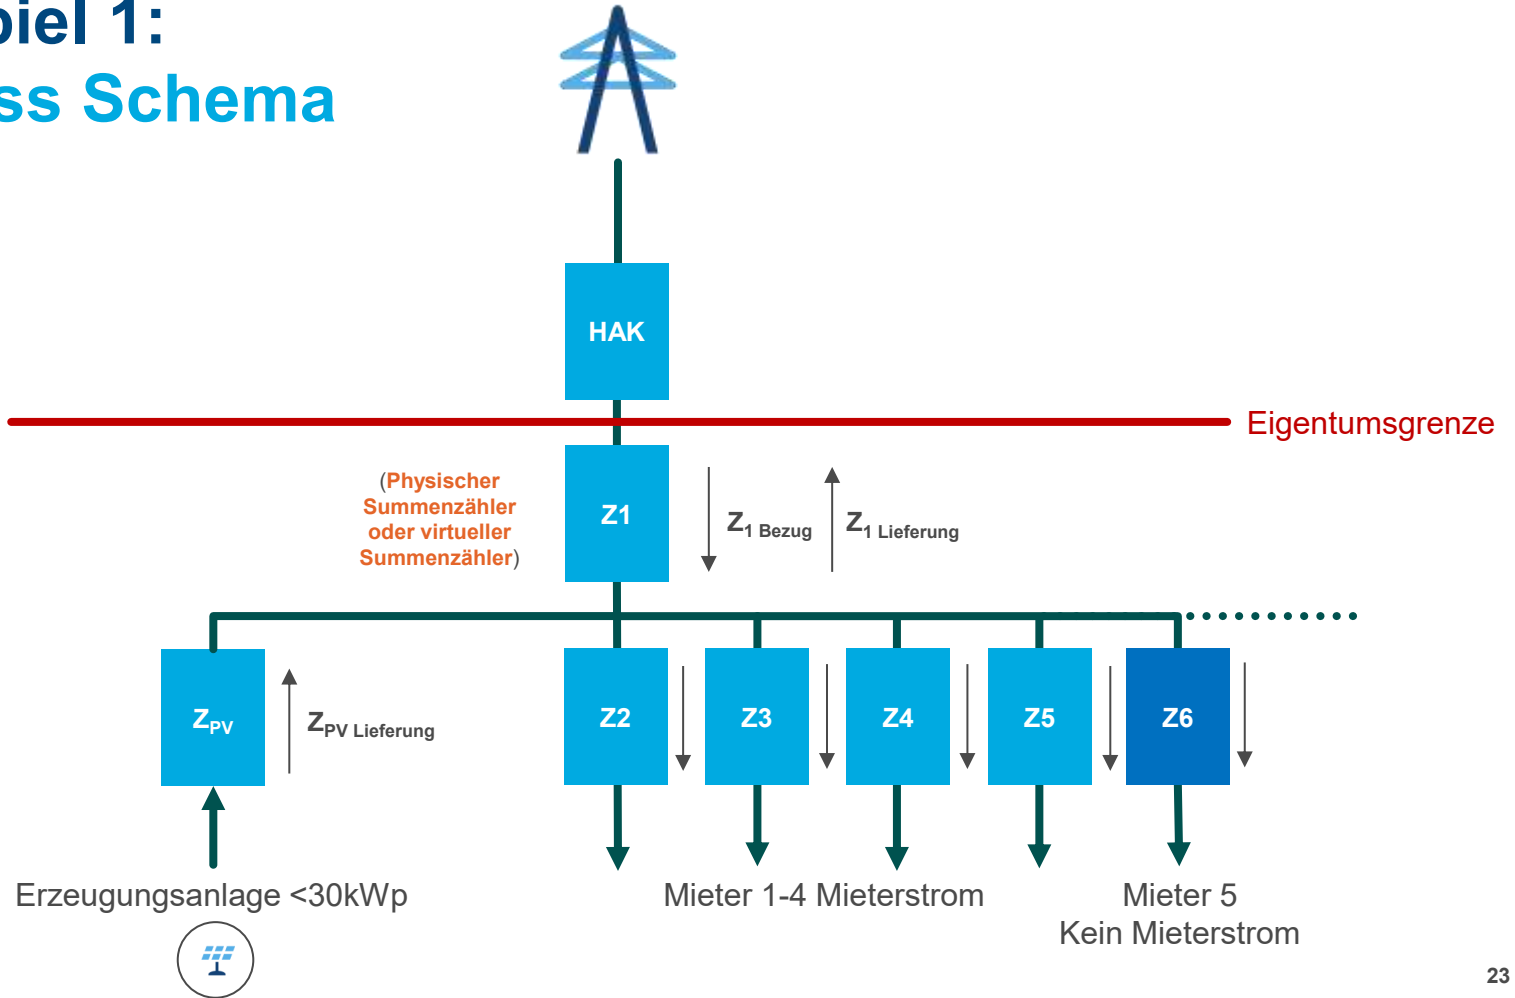 piel 1:
ss Schema
HAK
Eigentumsgrenze
(Physischer
Summenzähler
oder virtueller
Summenzähler)
Z1
Z1 Bezug
Z1 Lieferung
ZPV
ZPV Lieferung
Z2
Z3
Z4
Z5
Z6
Erzeugungsanlage <30kWp
Mieter 1-4 Mieterstrom
Mieter 5
Kein Mieterstrom
23